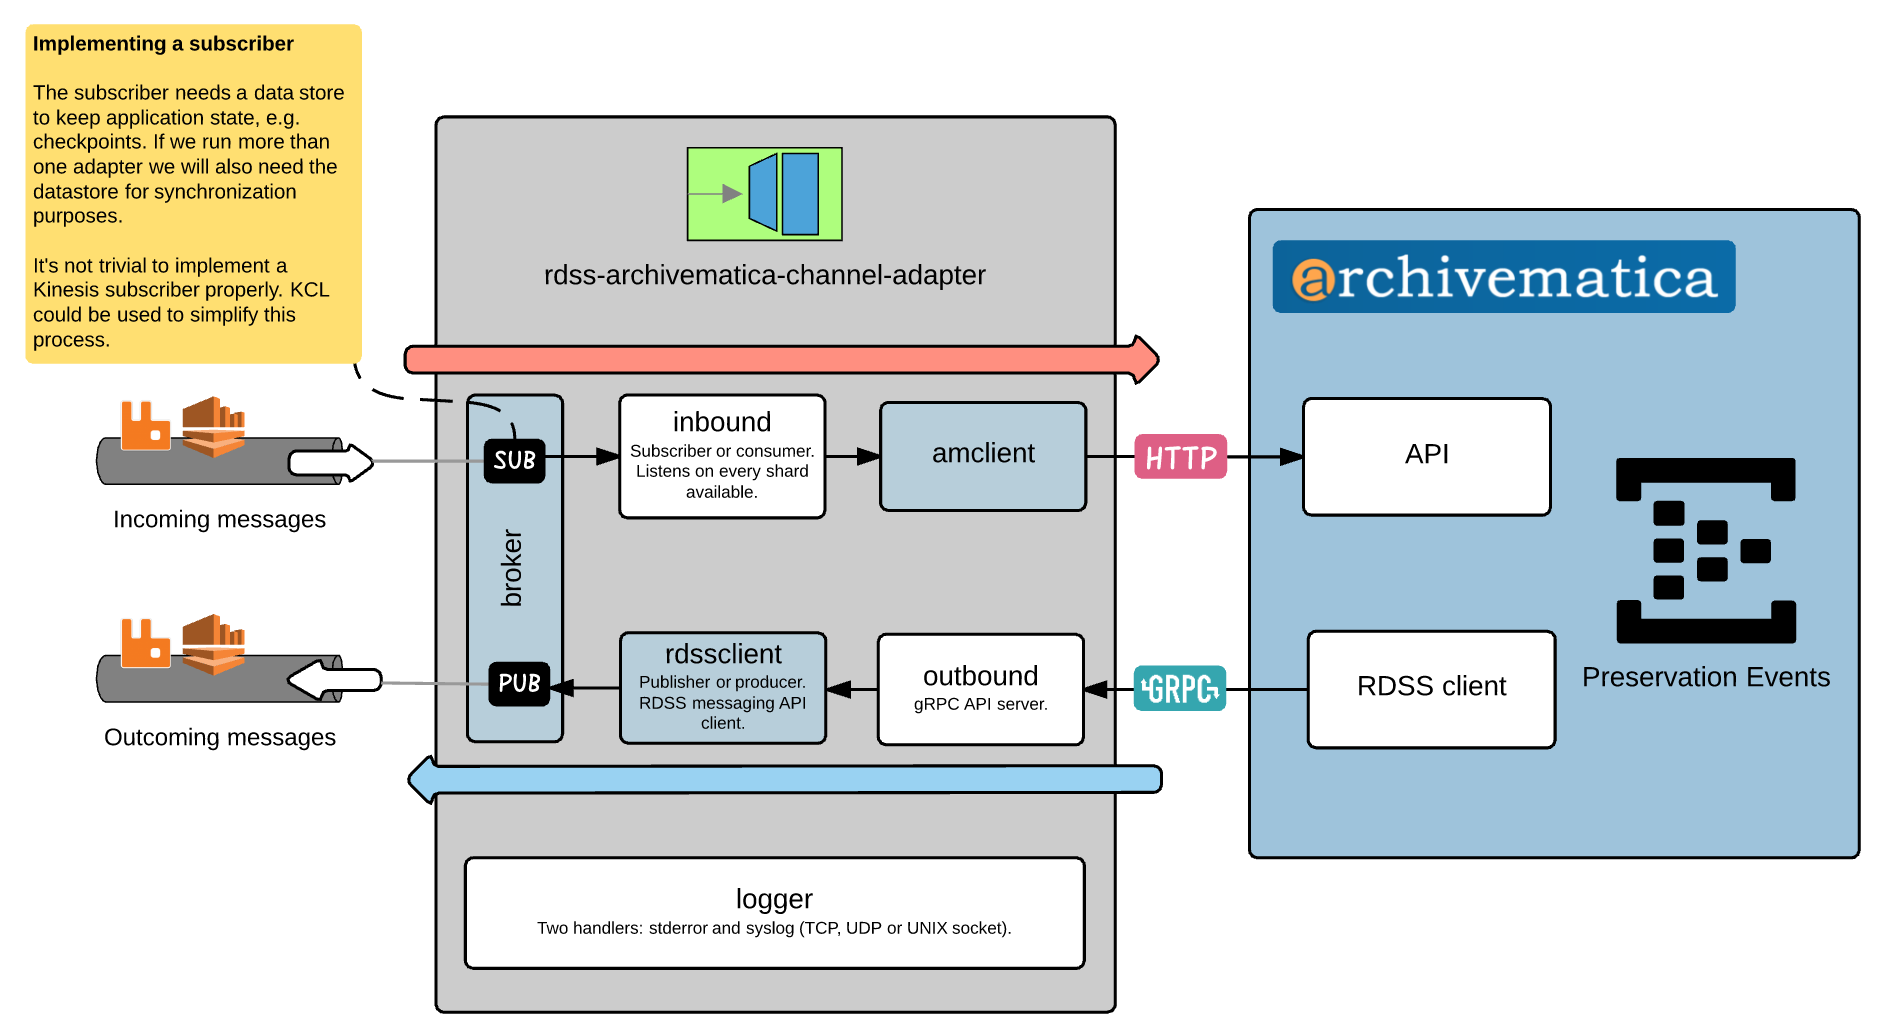 Implementing a subscriber
The subscriber needs a data store
to keep application state, e.g.
checkpoints. If we run more than
one adapter we will also need the
datastore for synchronization
purposes.
It's not trivial to implement a
Kinesis subscriber properly. KCL
could be used to simplify this
process.
rdss-archivematica-channel-adapter
archivematica
Incoming messages
SUB
inbound
Subscriber or consumer.
Listens on every shard
available.
amclient
HTTP
API
broker
Preservation Events
Outcoming messages
PUB
rdssclient
Publisher or producer.
RDSS messaging API
client.
outbound
gRPC API server.
GRPC
RDSS client
logger
Two handlers: stderror and syslog (TCP, UDP or UNIX socket).